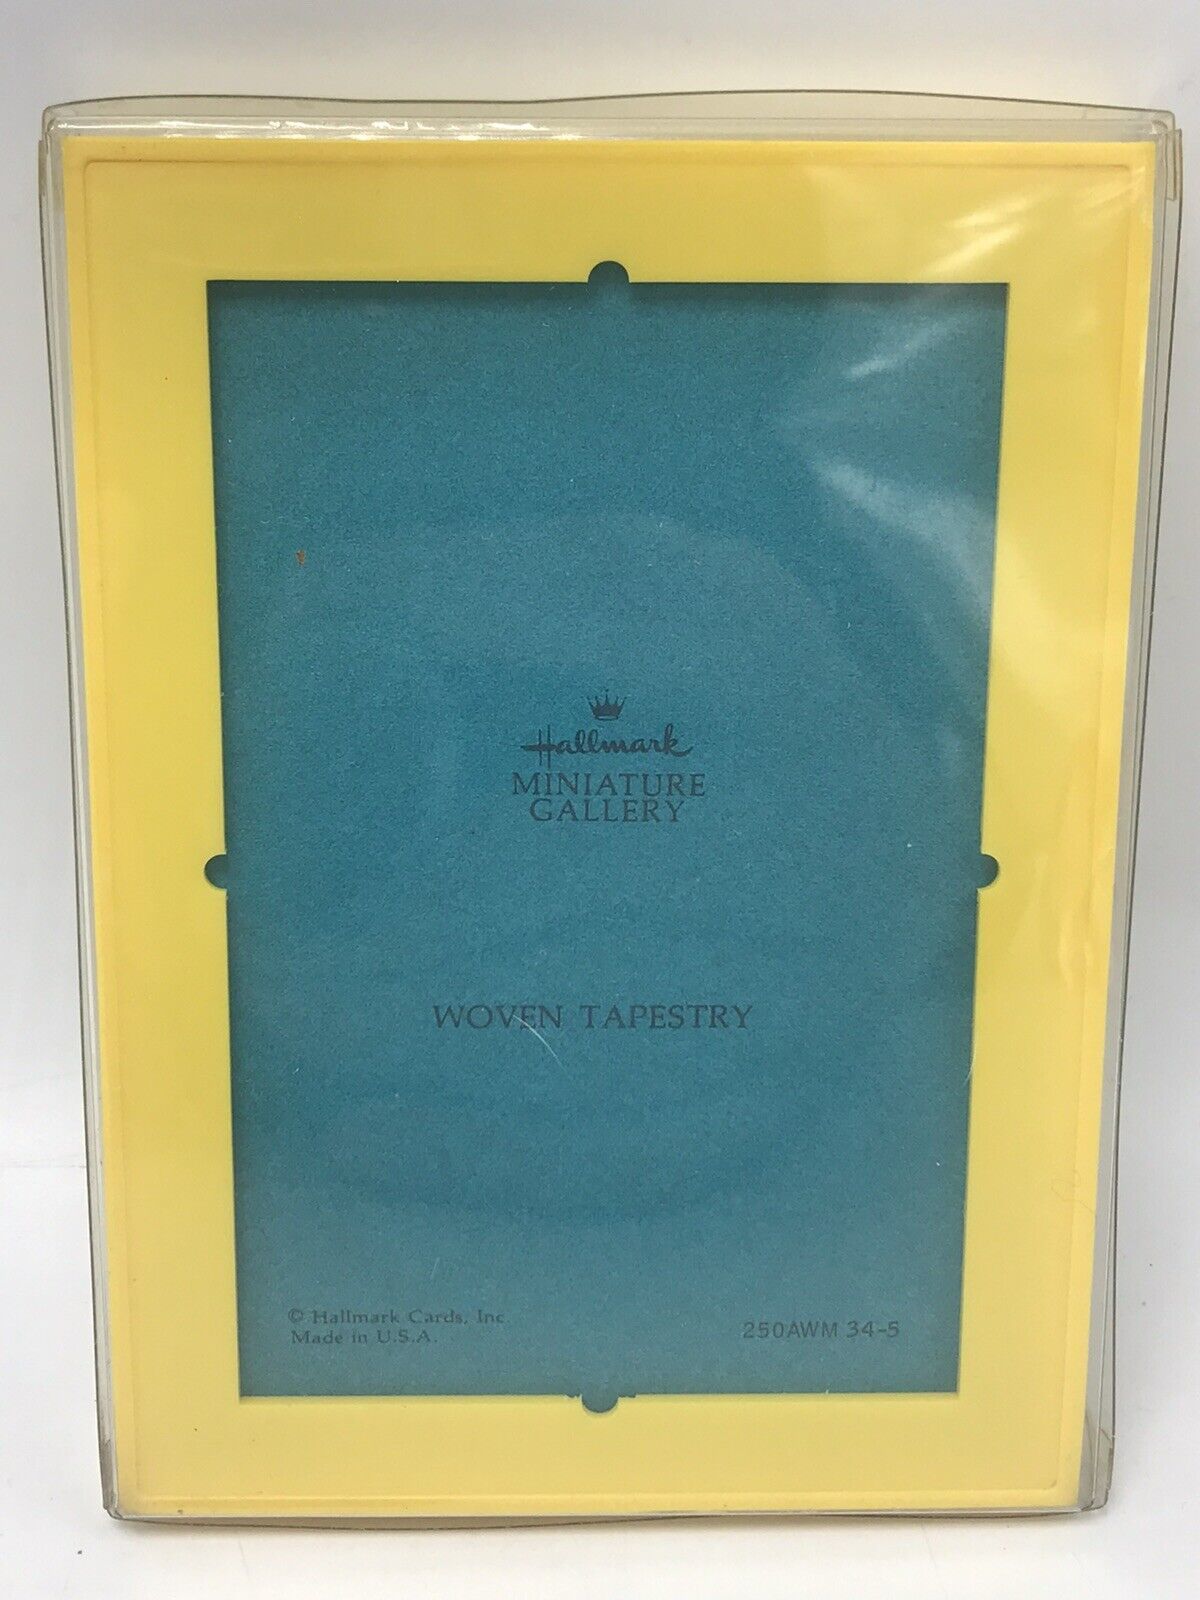 Hallmark
MINIATURE
GALLERY
WOVEN TAPESTRY
© Hallmark Cards, Inc.
Made in U.S.A.
250AWM 34-5